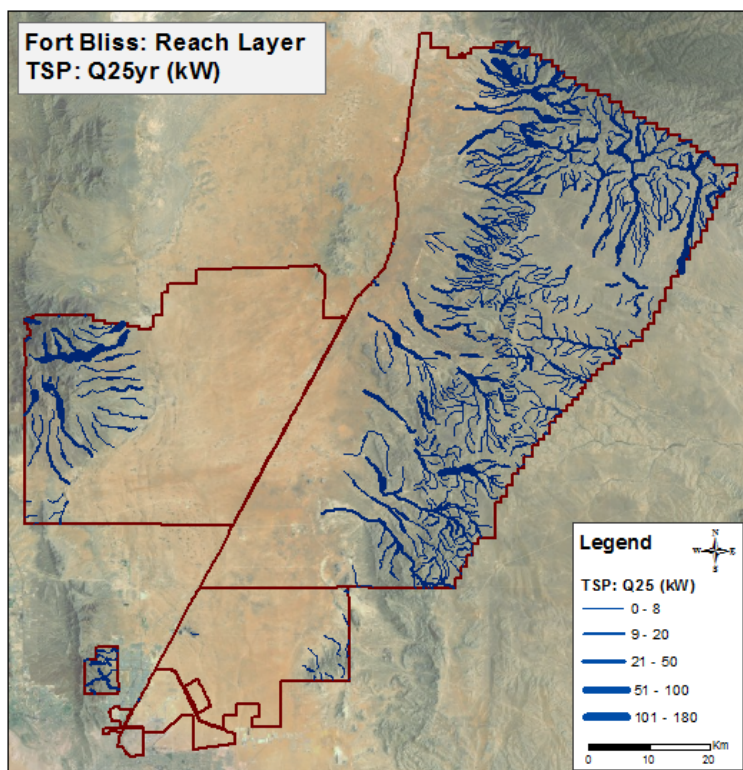 Fort Bliss: Reach Layer
TSP: Q25yr (kW)
Legend
N
W
E
S
TSP: Q25 (kW)
0 - 8
9 - 20
21 - 50
51 - 100
101 - 180
Km
0 10 20